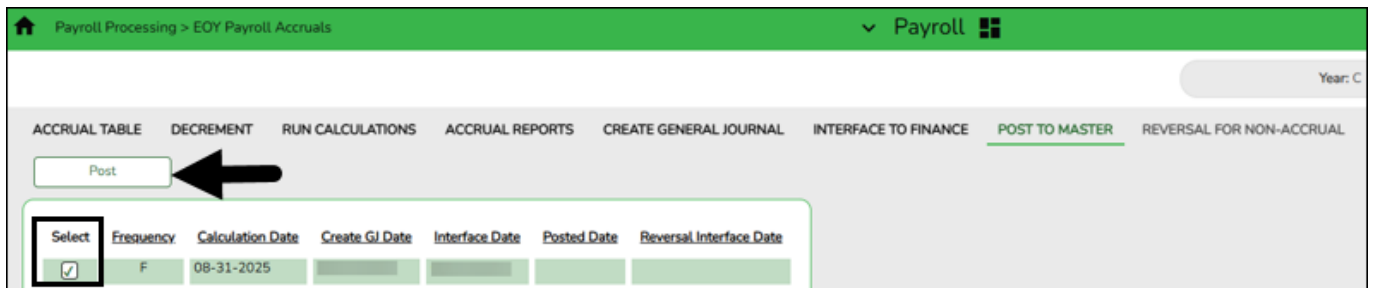 Payroll Processing > EOY Payroll Accruals
Payroll
Year: C
ACCRUAL TABLE DECREMENT RUN CALCULATIONS ACCRUAL REPORTS CREATE GENERAL JOURNAL INTERFACE TO FINANCE POST TO MASTER REVERSAL FOR NON-ACCRUAL
Post
Select Frequency Calculation Date Create GJ Date Interface Date Posted Date Reversal Interface Date
F 08-31-2025